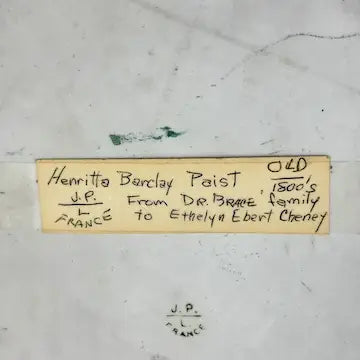 OLD
Henritta Barclay Paist 1800's
J.P. From DR. BRACE family
L to Ethelyn Ebert Cheney
FRANCE
J.P.
L.
FRANCE